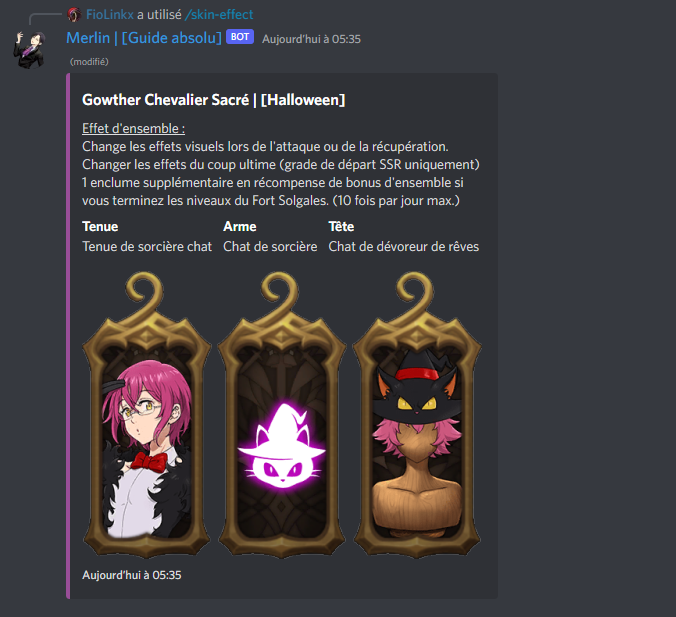 FioLinkx a utilisé /skin-effect
Merlin | [Guide absolu] BOT Aujourd'hui à 05:35
(modifié)
Gowther Chevalier Sacré | [Halloween]
Effet d'ensemble :
Change les effets visuels lors de l'attaque ou de la récupération.
Changer les effets du coup ultime (grade de départ SSR uniquement)
1 enclume supplémentaire en récompense de bonus d'ensemble si
vous terminez les niveaux du Fort Solgales. (10 fois par jour max.)
Tenue Arme Tête
Tenue de sorcière chat Chat de sorcière Chat de dévoreur de rêves
Aujourd'hui à 05:35